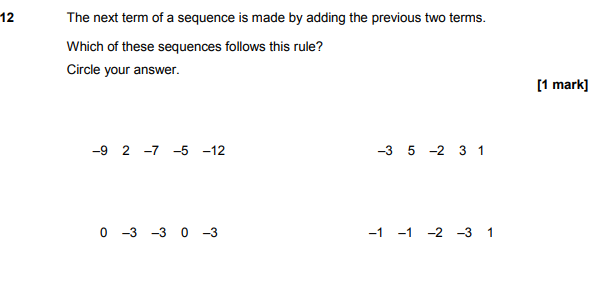 12 The next term of a sequence is made by adding the previous two terms.
Which of these sequences follows this rule?
Circle your answer.
[1 mark]
–9 2 –7 –5 –12 –3 5 –2 3 1
0 –3 –3 0 –3 –1 –1 –2 –3 1